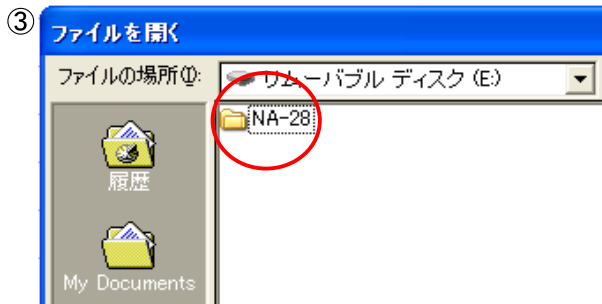 ③
ファイルを開く
ファイルの場所(I):
リムーバブル ディスク (E:)
NA-28
履歴
My Documents